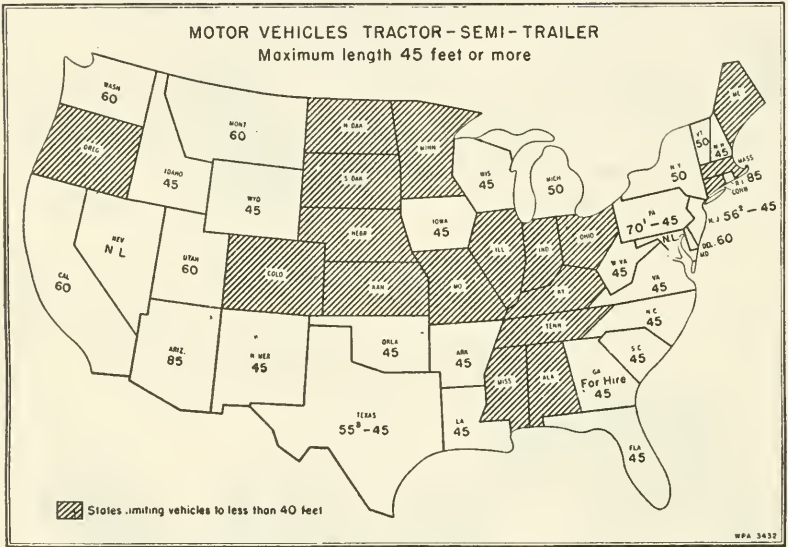 MOTOR VEHICLES TRACTOR-SEMI-TRAILER
Maximum length 45 feet or more
WASH
60
OREG
CAL
60
NEV
N L
IDAHO
45
MONT
60
WYO
45
UTAH
60
COLO
ARIZ.
85
N MEX
45
N. DAK
S. DAK
NEBR
KAN
OKLA
45
TEXAS
55³-45
MINN
IOWA
45
MO
ARK
45
LA
45
WIS
45
ILL
MICH
50
IND
OHIO
KY
TENN
MISS
ALA
GA
For Hire
45
FLA
45
S C
45
N C
45
VA
45
W VA
45
PA
70¹-45
N.L.
N Y
50
VT
50
N H
45
ME
MASS
R I 85
CONN
N.J 56²-45
DEL. 60
MD
States limiting vehicles to less than 40 feet
WPA 3432